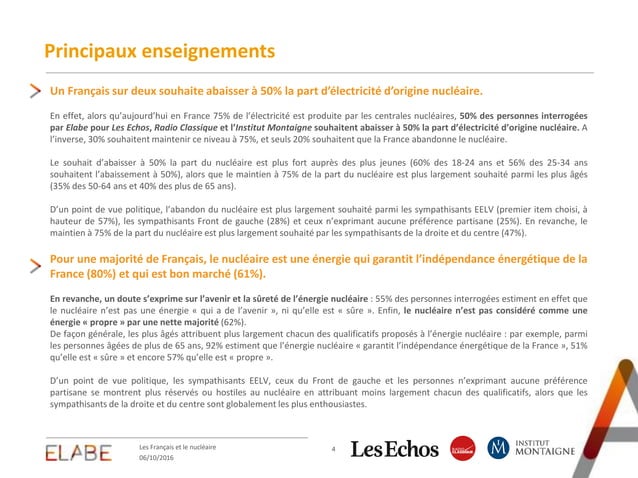 Principaux enseignements
Un Français sur deux souhaite abaisser à 50% la part d’électricité d’origine nucléaire.
En effet, alors qu’aujourd’hui en France 75% de l’électricité est produite par les centrales nucléaires, 50% des personnes interrogées
par Elabe pour Les Echos, Radio Classique et l’Institut Montaigne souhaitent abaisser à 50% la part d’électricité d’origine nucléaire. A
l’inverse, 30% souhaitent maintenir ce niveau à 75%, et seuls 20% souhaitent que la France abandonne le nucléaire.
Le souhait d’abaisser à 50% la part du nucléaire est plus fort auprès des plus jeunes (60% des 18-24 ans et 56% des 25-34 ans
souhaitent l’abaissement à 50%), alors que le maintien à 75% de la part du nucléaire est plus largement souhaité parmi les plus âgés
(35% des 50-64 ans et 40% des plus de 65 ans).
D’un point de vue politique, l’abandon du nucléaire est plus largement souhaité parmi les sympathisants EELV (premier item choisi, à
hauteur de 57%), les sympathisants Front de gauche (28%) et ceux n’exprimant aucune préférence partisane (25%). En revanche, le
maintien à 75% de la part du nucléaire est plus largement souhaité par les sympathisants de la droite et du centre (47%).
Pour une majorité de Français, le nucléaire est une énergie qui garantit l’indépendance énergétique de la
France (80%) et qui est bon marché (61%).
En revanche, un doute s’exprime sur l’avenir et la sûreté de l’énergie nucléaire : 55% des personnes interrogées estiment en effet que
le nucléaire n’est pas une énergie « qui a de l’avenir », ni qu’elle est « sûre ». Enfin, le nucléaire n’est pas considéré comme une
énergie « propre » par une nette majorité (62%).
De façon générale, les plus âgés attribuent plus largement chacun des qualificatifs proposés à l’énergie nucléaire : par exemple, parmi
les personnes âgées de plus de 65 ans, 92% estiment que l’énergie nucléaire « garantit l’indépendance énergétique de la France », 51%
qu’elle est « sûre » et encore 57% qu’elle est « propre ».
D’un point de vue politique, les sympathisants EELV, ceux du Front de gauche et les personnes n’exprimant aucune préférence
partisane se montrent plus réservés ou hostiles au nucléaire en attribuant moins largement chacun des qualificatifs, alors que les
sympathisants de la droite et du centre sont globalement les plus enthousiastes.
ELABE
Les Français et le nucléaire
06/10/2016
4
Les Echos
RADIO CLASSIQUE
INSTITUT
MONTAIGNE